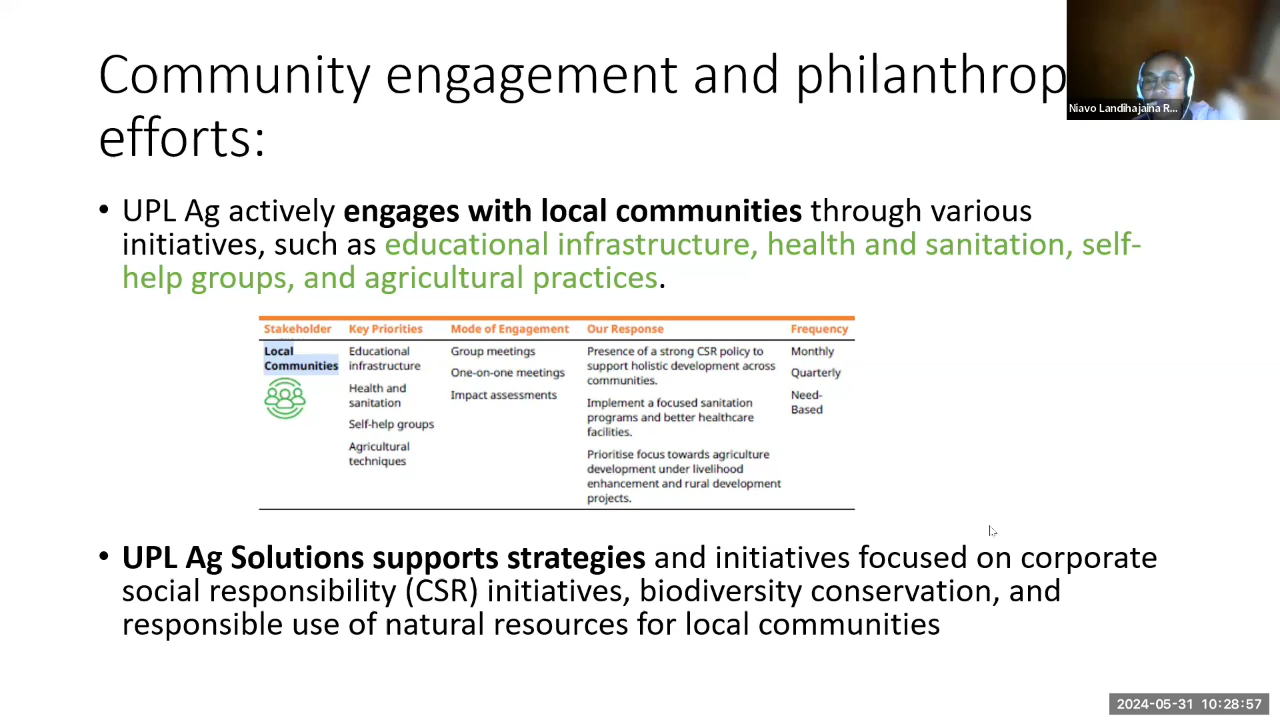 Community engagement and philanthrop
efforts:
Niavo Landihajaina R...
• UPL Ag actively engages with local communities through various
initiatives, such as educational infrastructure, health and sanitation, self-
help groups, and agricultural practices.
Stakeholder Key Priorities Mode of Engagement Our Response Frequency
Local
Communities
Educational
infrastructure
Health and
sanitation
Self-help groups
Agricultural
techniques
Group meetings
One-on-one meetings
Impact assessments
Presence of a strong CSR policy to
support holistic development across
communities.
Implement a focused sanitation
programs and better healthcare
facilities.
Prioritise focus towards agriculture
development under livelihood
enhancement and rural development
projects.
Monthly
Quarterly
Need-
Based
• UPL Ag Solutions supports strategies and initiatives focused on corporate
social responsibility (CSR) initiatives, biodiversity conservation, and
responsible use of natural resources for local communities
2024-05-31 10:28:57